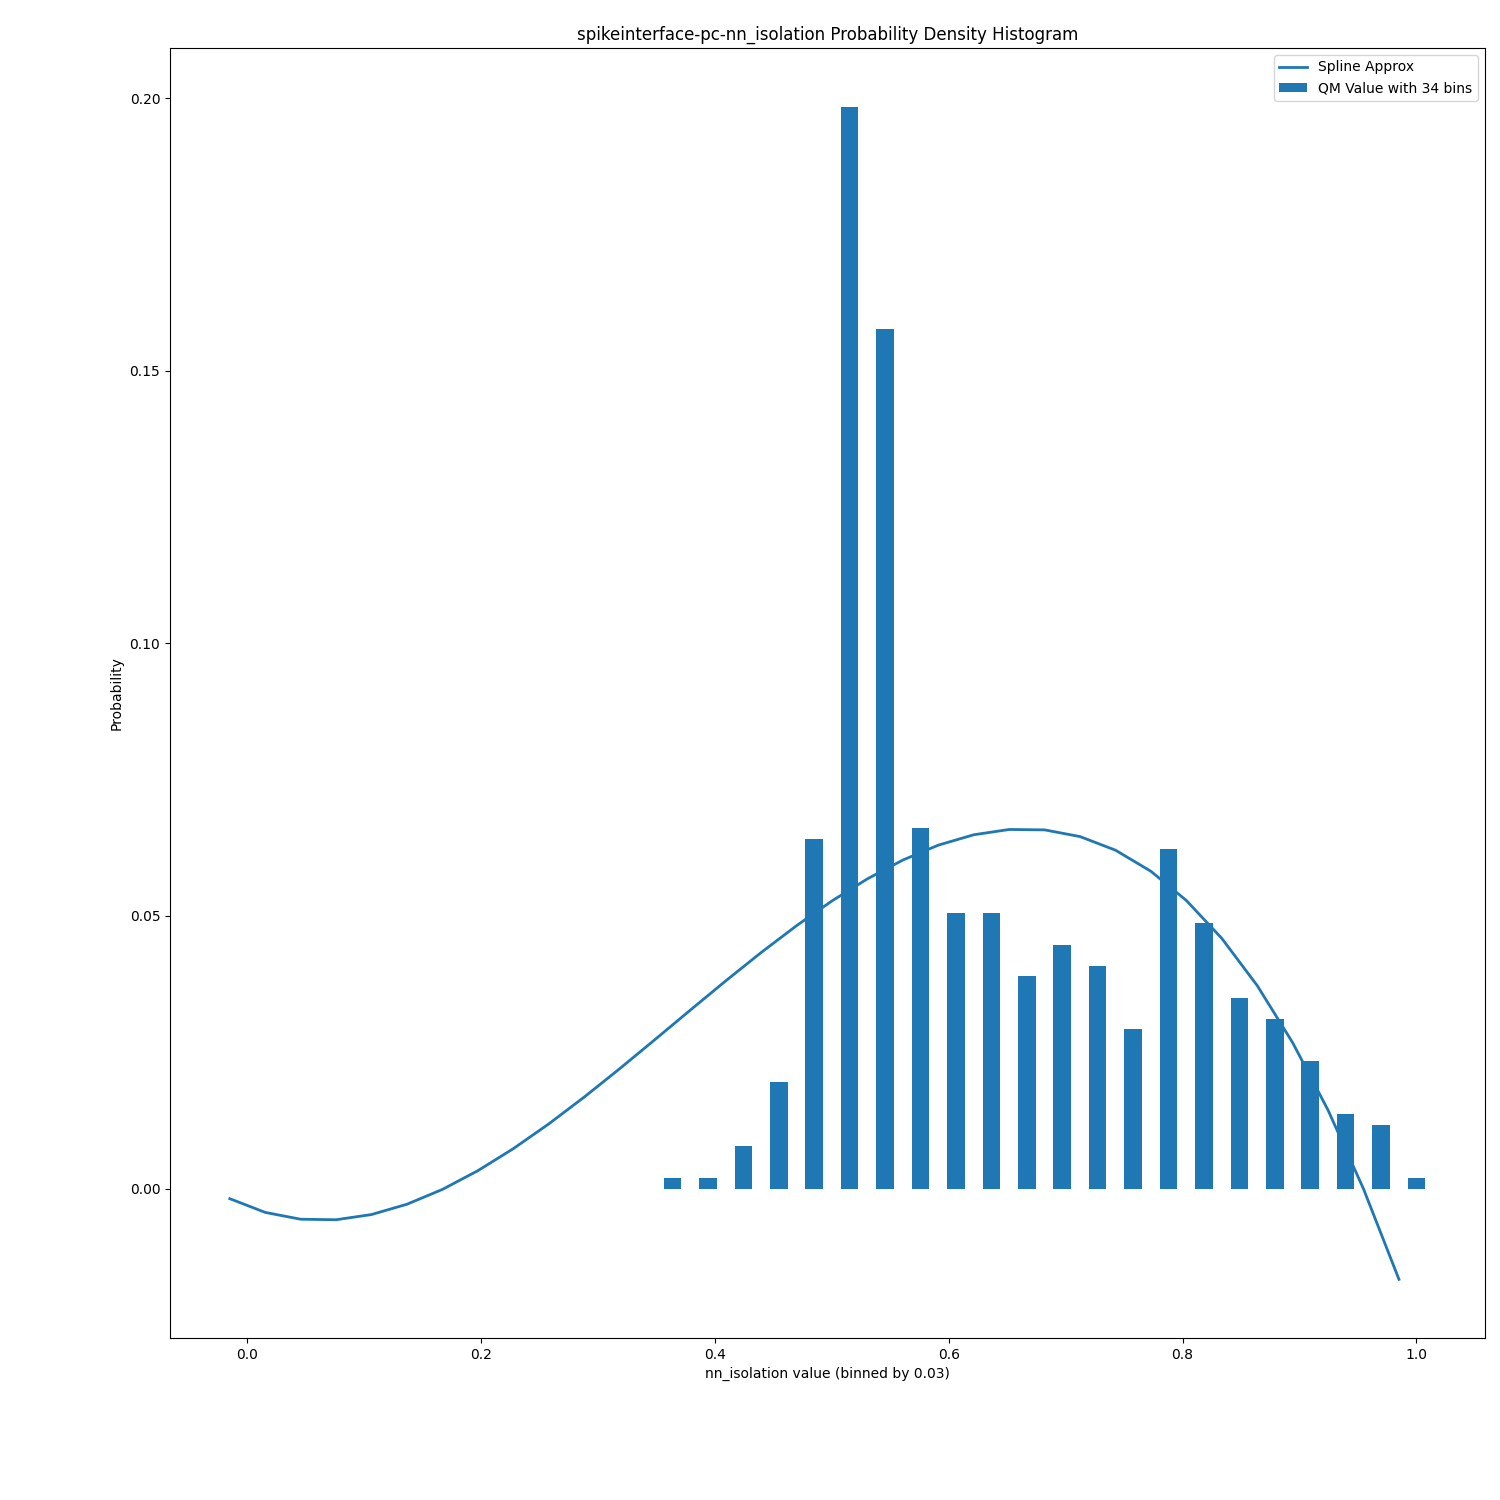 spikeinterface-pc-nn_isolation Probability Density Histogram
Spline Approx
QM Value with 34 bins
0.20
0.15
0.10
0.05
0.00
Probability
0.0 0.2 0.4 0.6 0.8 1.0
nn_isolation value (binned by 0.03)